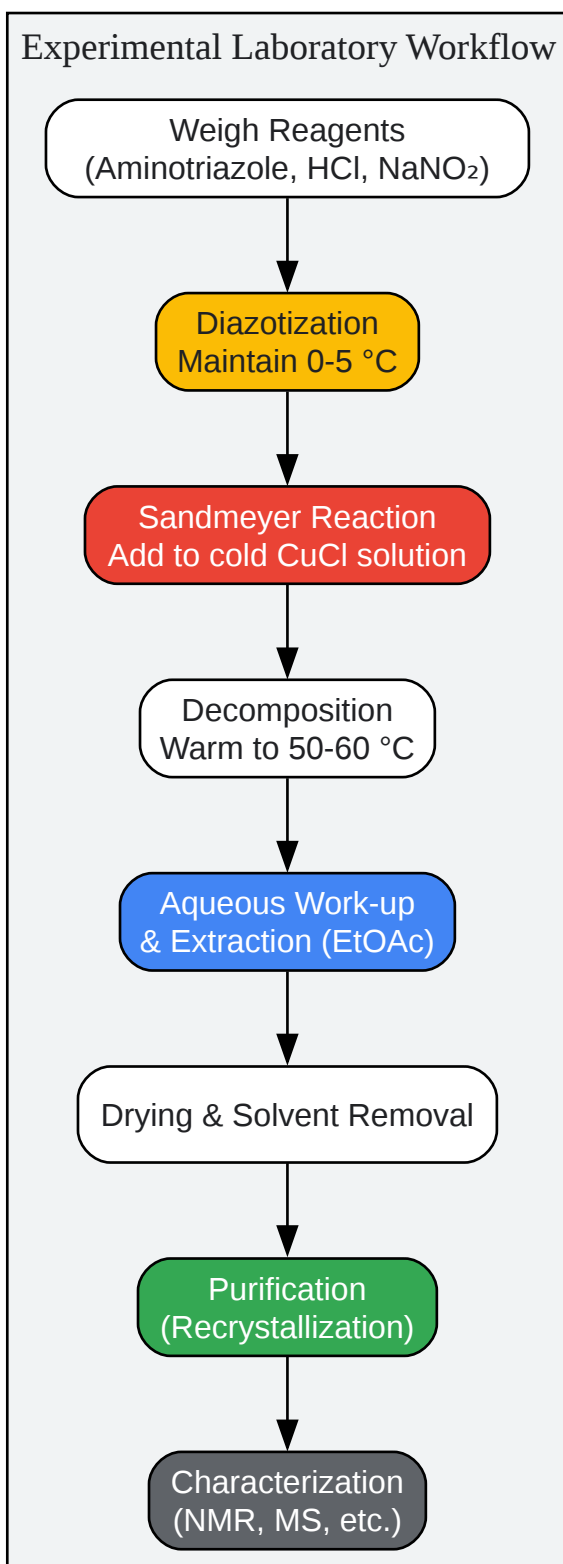 Experimental Laboratory Workflow
Weigh Reagents
(Aminotriazole, HCl, NaNO₂)
Diazotization
Maintain 0-5 °C
Sandmeyer Reaction
Add to cold CuCl solution
Decomposition
Warm to 50-60 °C
Aqueous Work-up
& Extraction (EtOAc)
Drying & Solvent Removal
Purification
(Recrystallization)
Characterization
(NMR, MS, etc.)